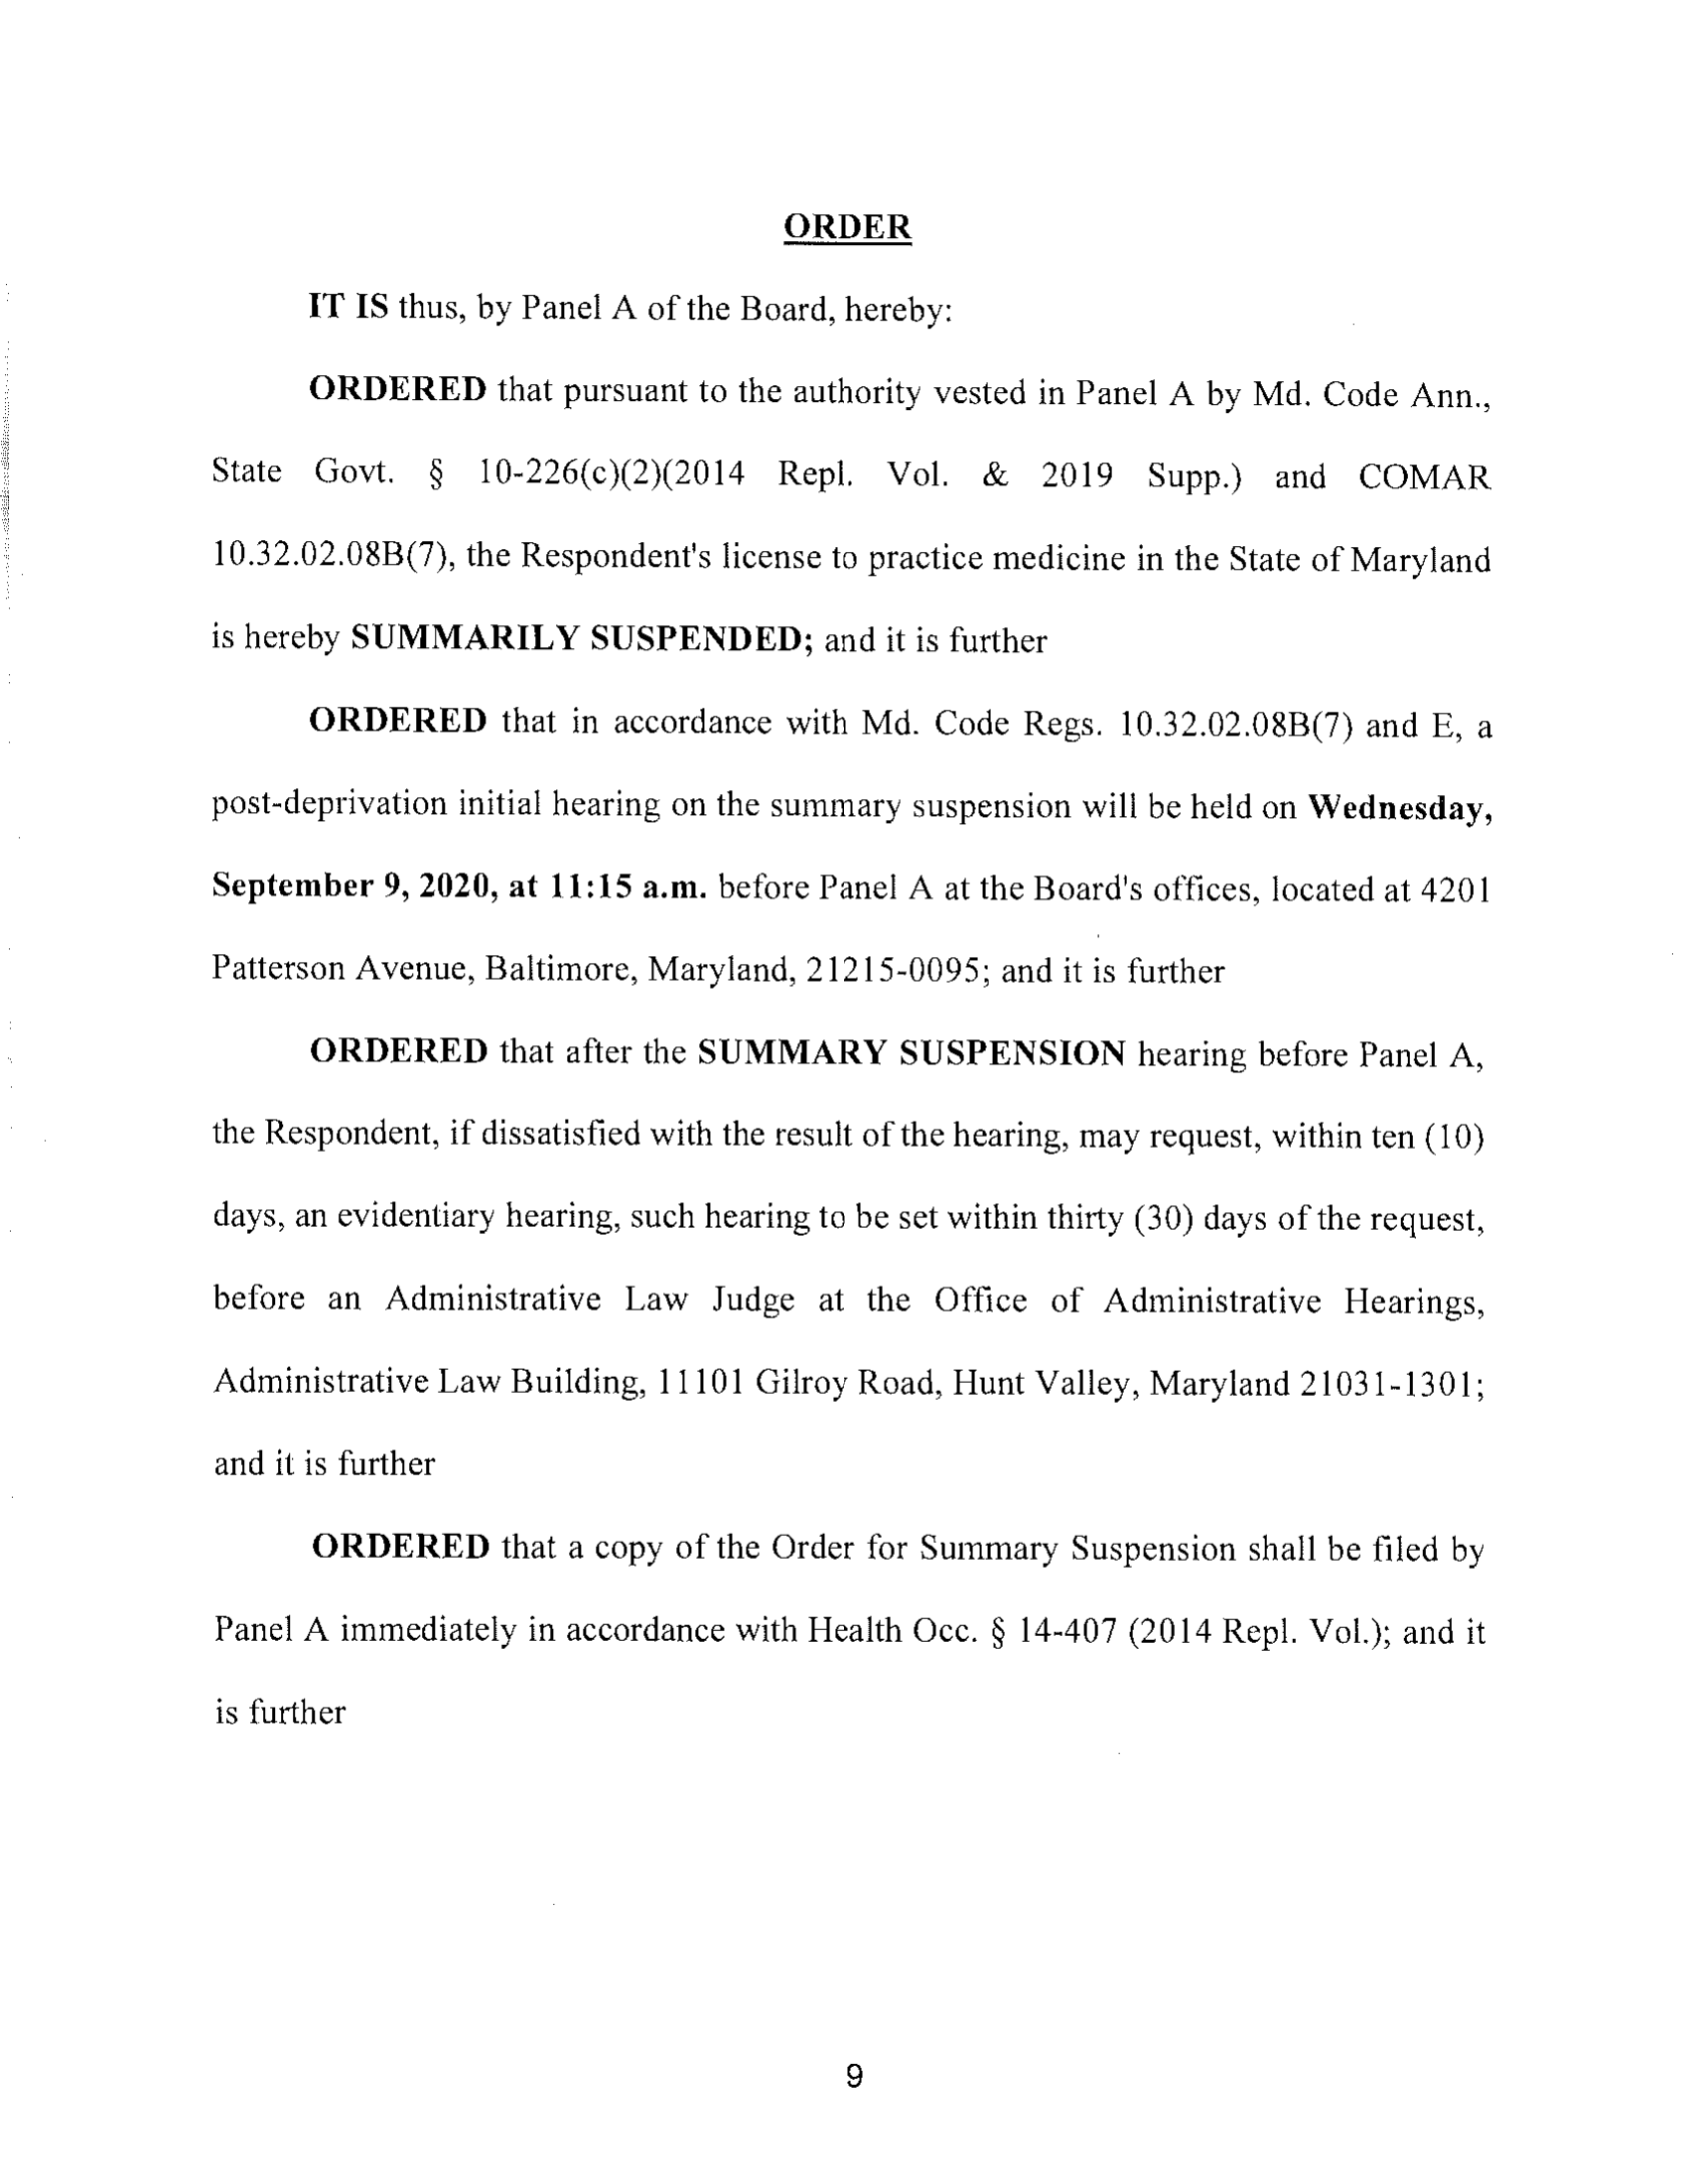 ORDER
IT IS thus, by Panel A of the Board, hereby:
ORDERED that pursuant to the authority vested in Panel A by Md. Code Ann.,
State Govt. § 10-226(c)(2)(2014 Repl. Vol. & 2019 Supp.) and COMAR
10.32.02.08B(7), the Respondent's license to practice medicine in the State of Maryland
is hereby SUMMARILY SUSPENDED; and it is further
ORDERED that in accordance with Md. Code Regs. 10.32.02.08B(7) and E, a
post-deprivation initial hearing on the summary suspension will be held on Wednesday,
September 9, 2020, at 11:15 a.m. before Panel A at the Board's offices, located at 4201
Patterson Avenue, Baltimore, Maryland, 21215-0095; and it is further
ORDERED that after the SUMMARY SUSPENSION hearing before Panel A,
the Respondent, if dissatisfied with the result of the hearing, may request, within ten (10)
days, an evidentiary hearing, such hearing to be set within thirty (30) days of the request,
before an Administrative Law Judge at the Office of Administrative Hearings,
Administrative Law Building, 11101 Gilroy Road, Hunt Valley, Maryland 21031-1301;
and it is further
ORDERED that a copy of the Order for Summary Suspension shall be filed by
Panel A immediately in accordance with Health Occ. § 14-407 (2014 Repl. Vol.); and it
is further
9